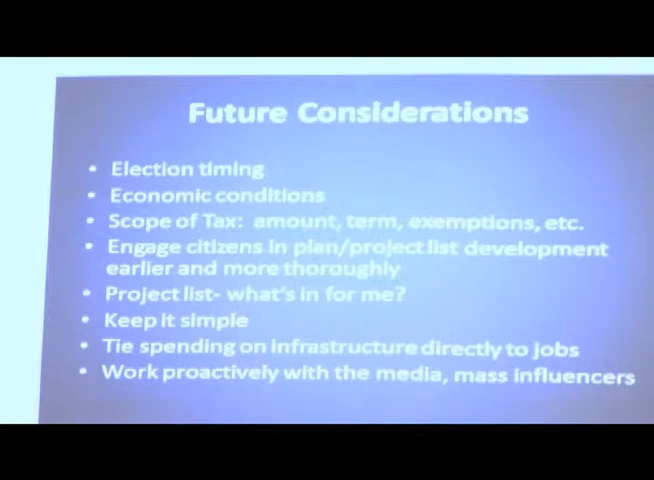 Future Considerations
• Election timing
• Economic conditions
• Scope of Tax: amount, term, exemptions, etc.
• Engage citizens in plan/project list development
earlier and more thoroughly
• Project list- what's in for me?
• Keep it simple
• Tie spending on infrastructure directly to jobs
• Work proactively with the media, mass influencers